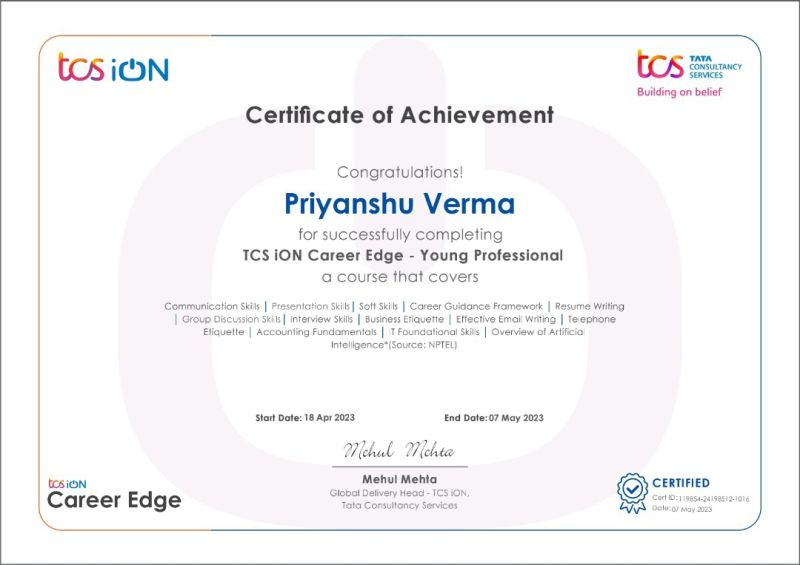 tcs iON
tcs TATA
CONSULTANCY
SERVICES
Building on belief
Certificate of Achievement
Congratulations!
Priyanshu Verma
for successfully completing
TCS iON Career Edge - Young Professional
a course that covers
Communication Skills | Presentation Skills | Soft Skills | Career Guidance Framework | Resume Writing
| Group Discussion Skills | Interview Skills | Business Etiquette | Effective Email Writing | Telephone
Etiquette | Accounting Fundamentals | IT Foundational Skills | Overview of Artificial
Intelligence*(Source: NPTEL)
Start Date: 18 Apr 2023 End Date: 07 May 2023
Mehul Mehta
Mehul Mehta
Global Delivery Head - TCS iON,
Tata Consultancy Services
tcs iON
Career Edge
CERTIFIED
Cert ID: 119854-24198512-1016
Date: 07 May 2023